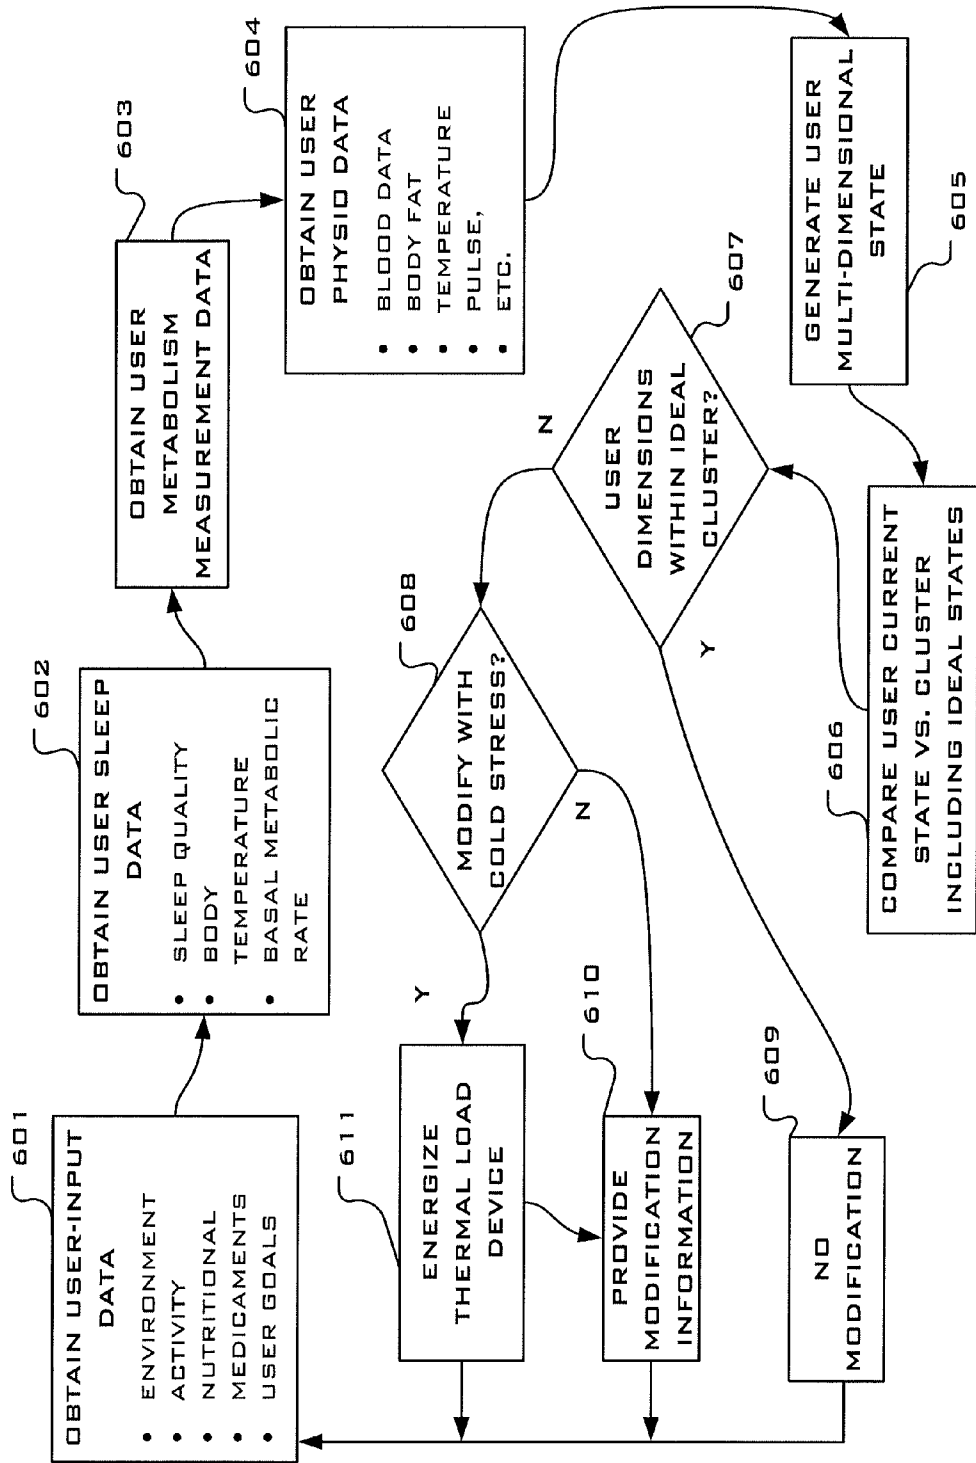 601
OBTAIN USER-INPUT
DATA
• ENVIRONMENT
• ACTIVITY
• NUTRITIONAL
• MEDICAMENTS
• USER GOALS
602
OBTAIN USER SLEEP
DATA
• SLEEP QUALITY
• BODY
TEMPERATURE
• BASAL METABOLIC
RATE
603
OBTAIN USER
METABOLISM
MEASUREMENT DATA
604
OBTAIN USER
PHYSIO DATA
• BLOOD DATA
• BODY FAT
• TEMPERATURE
• PULSE,
• ETC.
GENERATE USER
MULTI-DIMENSIONAL
STATE
605
606
COMPARE USER CURRENT
STATE VS. CLUSTER
INCLUDING IDEAL STATES
607
USER
DIMENSIONS
WITHIN IDEAL
CLUSTER?
N
Y
608
MODIFY WITH
COLD STRESS?
Y
N
611
ENERGIZE
THERMAL LOAD
DEVICE
610
PROVIDE
MODIFICATION
INFORMATION
609
NO
MODIFICATION